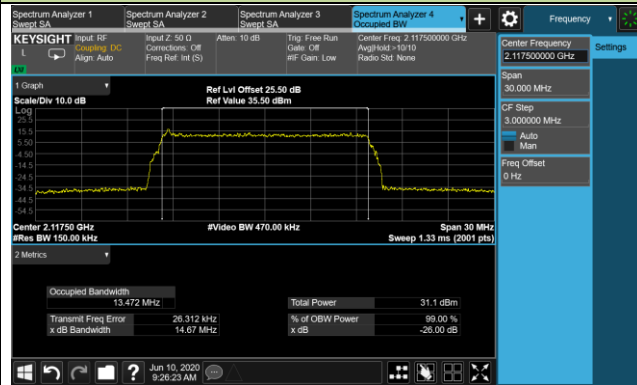 Spectrum Analyzer 1
Swept SA
Spectrum Analyzer 2
Swept SA
Spectrum Analyzer 3
Swept SA
Spectrum Analyzer 4
Occupied BW
Frequency
KEYSIGHT
L
Input: RF
Coupling: DC
Align: Auto
Input Z: 50 Ω
Corrections: Off
Freq Ref: Int (S)
Atten: 10 dB
Trig: Free Run
Gate: Off
#IF Gain: Low
Center Freq: 2.117500000 GHz
Avg|Hold:>10/10
Radio Std: None
Center Frequency
2.117500000 GHz
Settings
Span
30.000 MHz
CF Step
3.000000 MHz
Auto
Man
Freq Offset
0 Hz
1 Graph
Scale/Div 10.0 dB
Ref Lvl Offset 25.50 dB
Ref Value 35.50 dBm
Log
25.5
15.5
5.50
-4.50
-14.5
-24.5
-34.5
-44.5
-54.5
Center 2.11750 GHz
#Res BW 150.00 kHz
#Video BW 470.00 kHz
Span 30 MHz
Sweep 1.33 ms (2001 pts)
2 Metrics
Occupied Bandwidth
13.472 MHz
Total Power 31.1 dBm
Transmit Freq Error 26.312 kHz
% of OBW Power 99.00 %
x dB Bandwidth 14.67 MHz
x dB -26.00 dB
?
Jun 10, 2020
9:26:23 AM